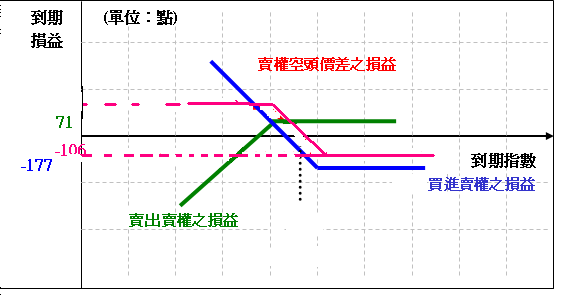 到期
損益
(單位：點)
賣權空頭價差之損益
71
-106
-177
到期指數
買進賣權之損益
賣出賣權之損益